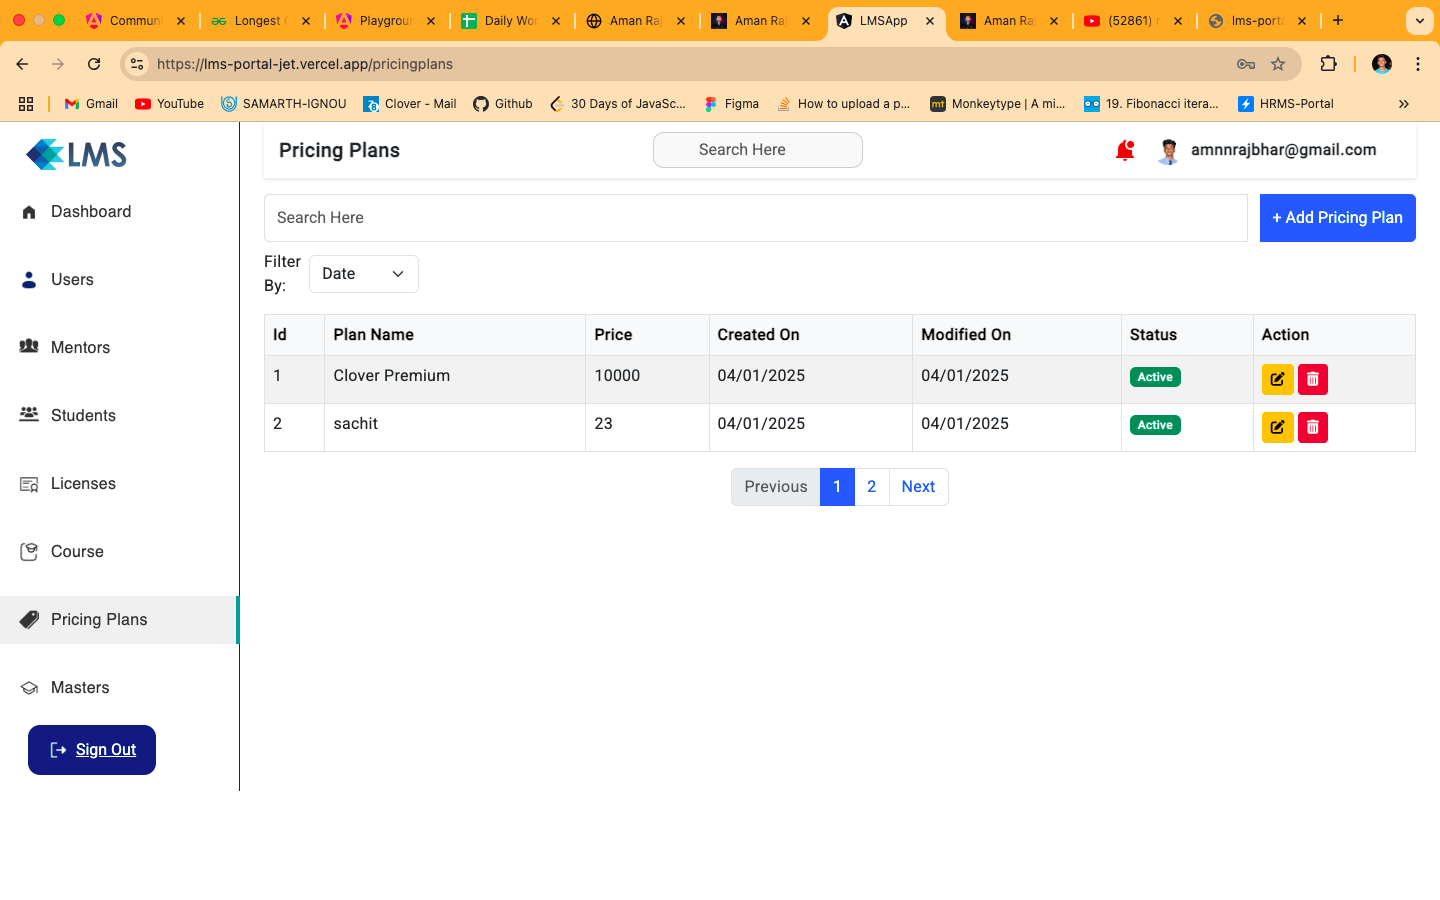 Communi
Longest C
Playgroun
Daily Wor
Aman Raj
Aman Raj
LMSApp
Aman Raj
(52861) r
lms-porta
https://lms-portal-jet.vercel.app/pricingplans
Gmail
YouTube
SAMARTH-IGNOU
Clover - Mail
Github
30 Days of JavaSc...
Figma
How to upload a p...
Monkeytype | A mi...
19. Fibonacci itera...
HRMS-Portal
LMS
Pricing Plans
Search Here
amnnrajbhar@gmail.com
Dashboard
Users
Mentors
Students
Licenses
Course
Pricing Plans
Masters
Sign Out
Search Here
+ Add Pricing Plan
Filter
By:
Date
Id Plan Name Price Created On Modified On Status Action
1 Clover Premium 10000 04/01/2025 04/01/2025 Active
2 sachit 23 04/01/2025 04/01/2025 Active
Previous 1 2 Next